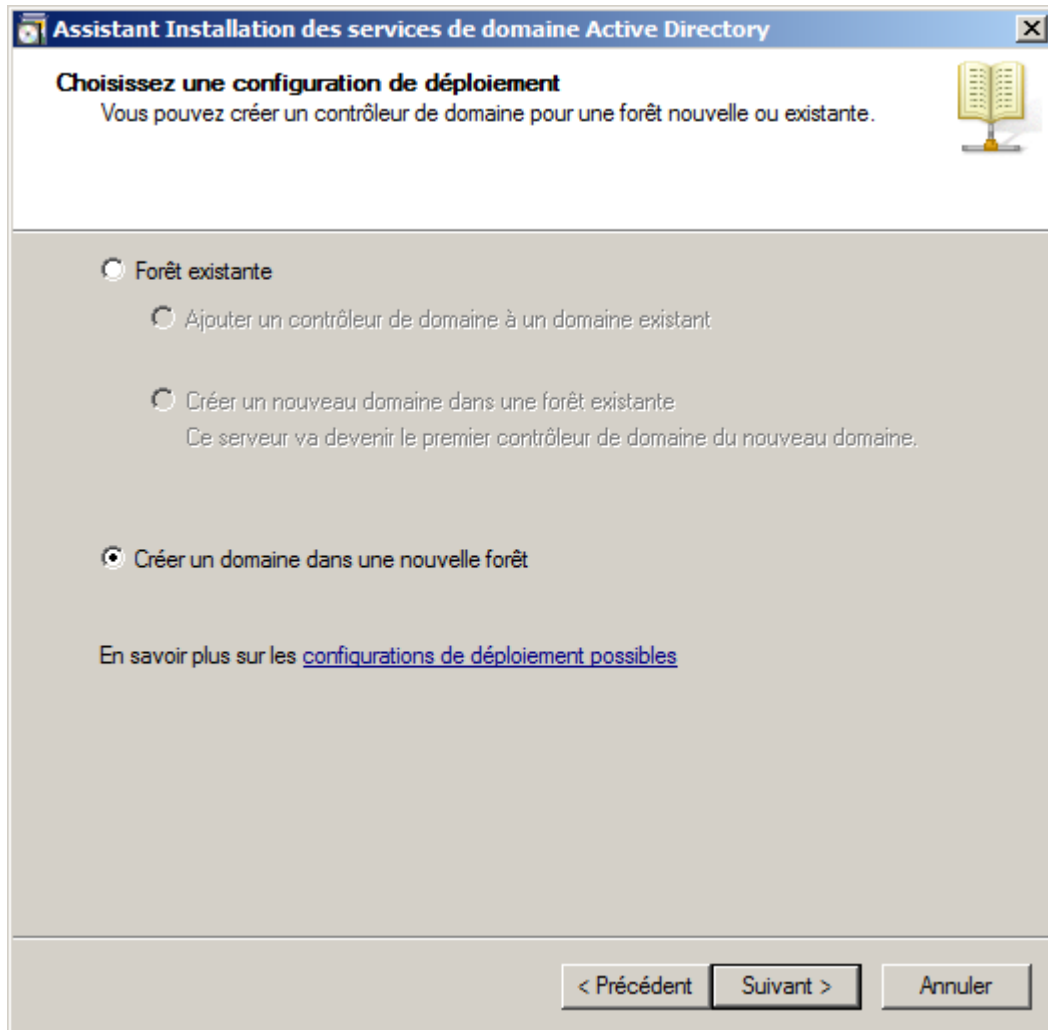 Assistant Installation des services de domaine Active Directory
Choisissez une configuration de déploiement
Vous pouvez créer un contrôleur de domaine pour une forêt nouvelle ou existante.
Forêt existante
Ajouter un contrôleur de domaine à un domaine existant
Créer un nouveau domaine dans une forêt existante
Ce serveur va devenir le premier contrôleur de domaine du nouveau domaine.
Créer un domaine dans une nouvelle forêt
En savoir plus sur les configurations de déploiement possibles
< Précédent Suivant > Annuler